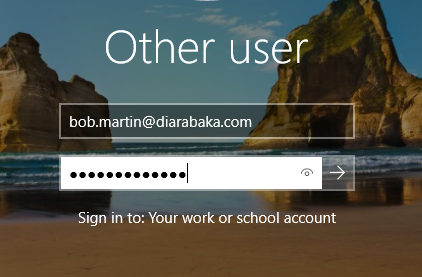 Other user
bob.martin@diarabaka.com
•••••••••••••
Sign in to: Your work or school account